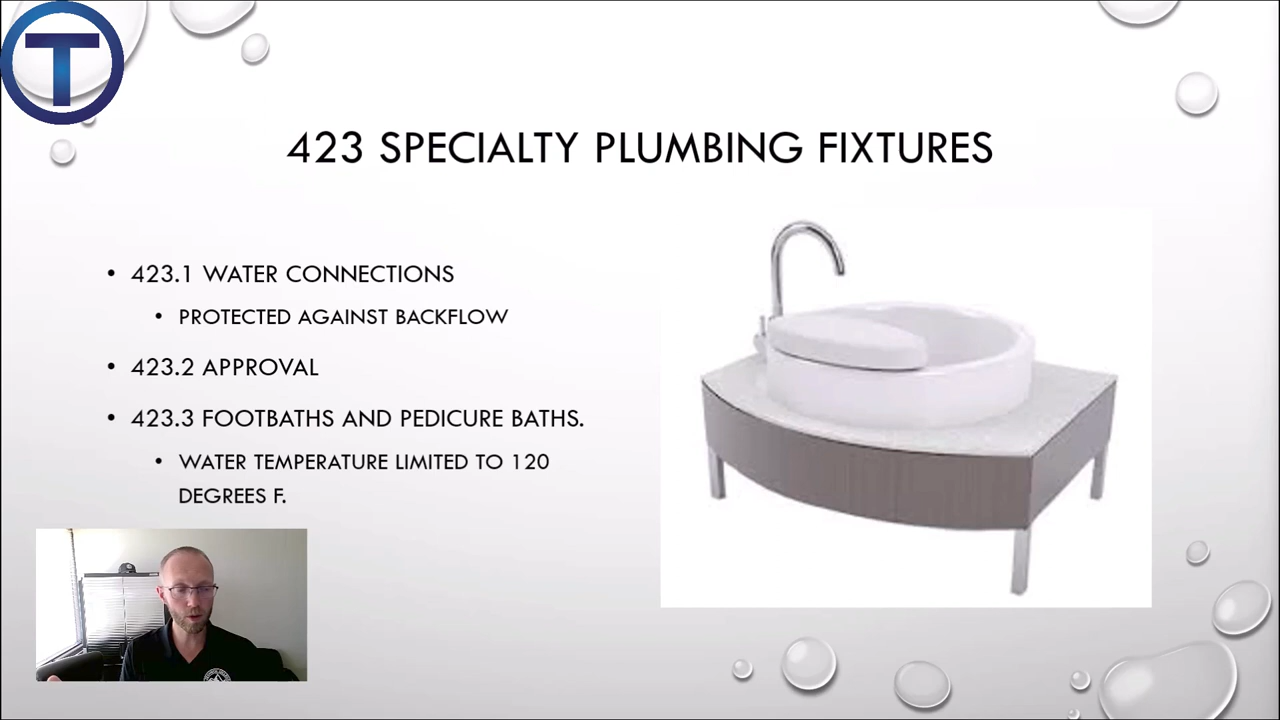 T
423 SPECIALTY PLUMBING FIXTURES
• 423.1 WATER CONNECTIONS
• PROTECTED AGAINST BACKFLOW
• 423.2 APPROVAL
• 423.3 FOOTBATHS AND PEDICURE BATHS.
• WATER TEMPERATURE LIMITED TO 120
DEGREES F.